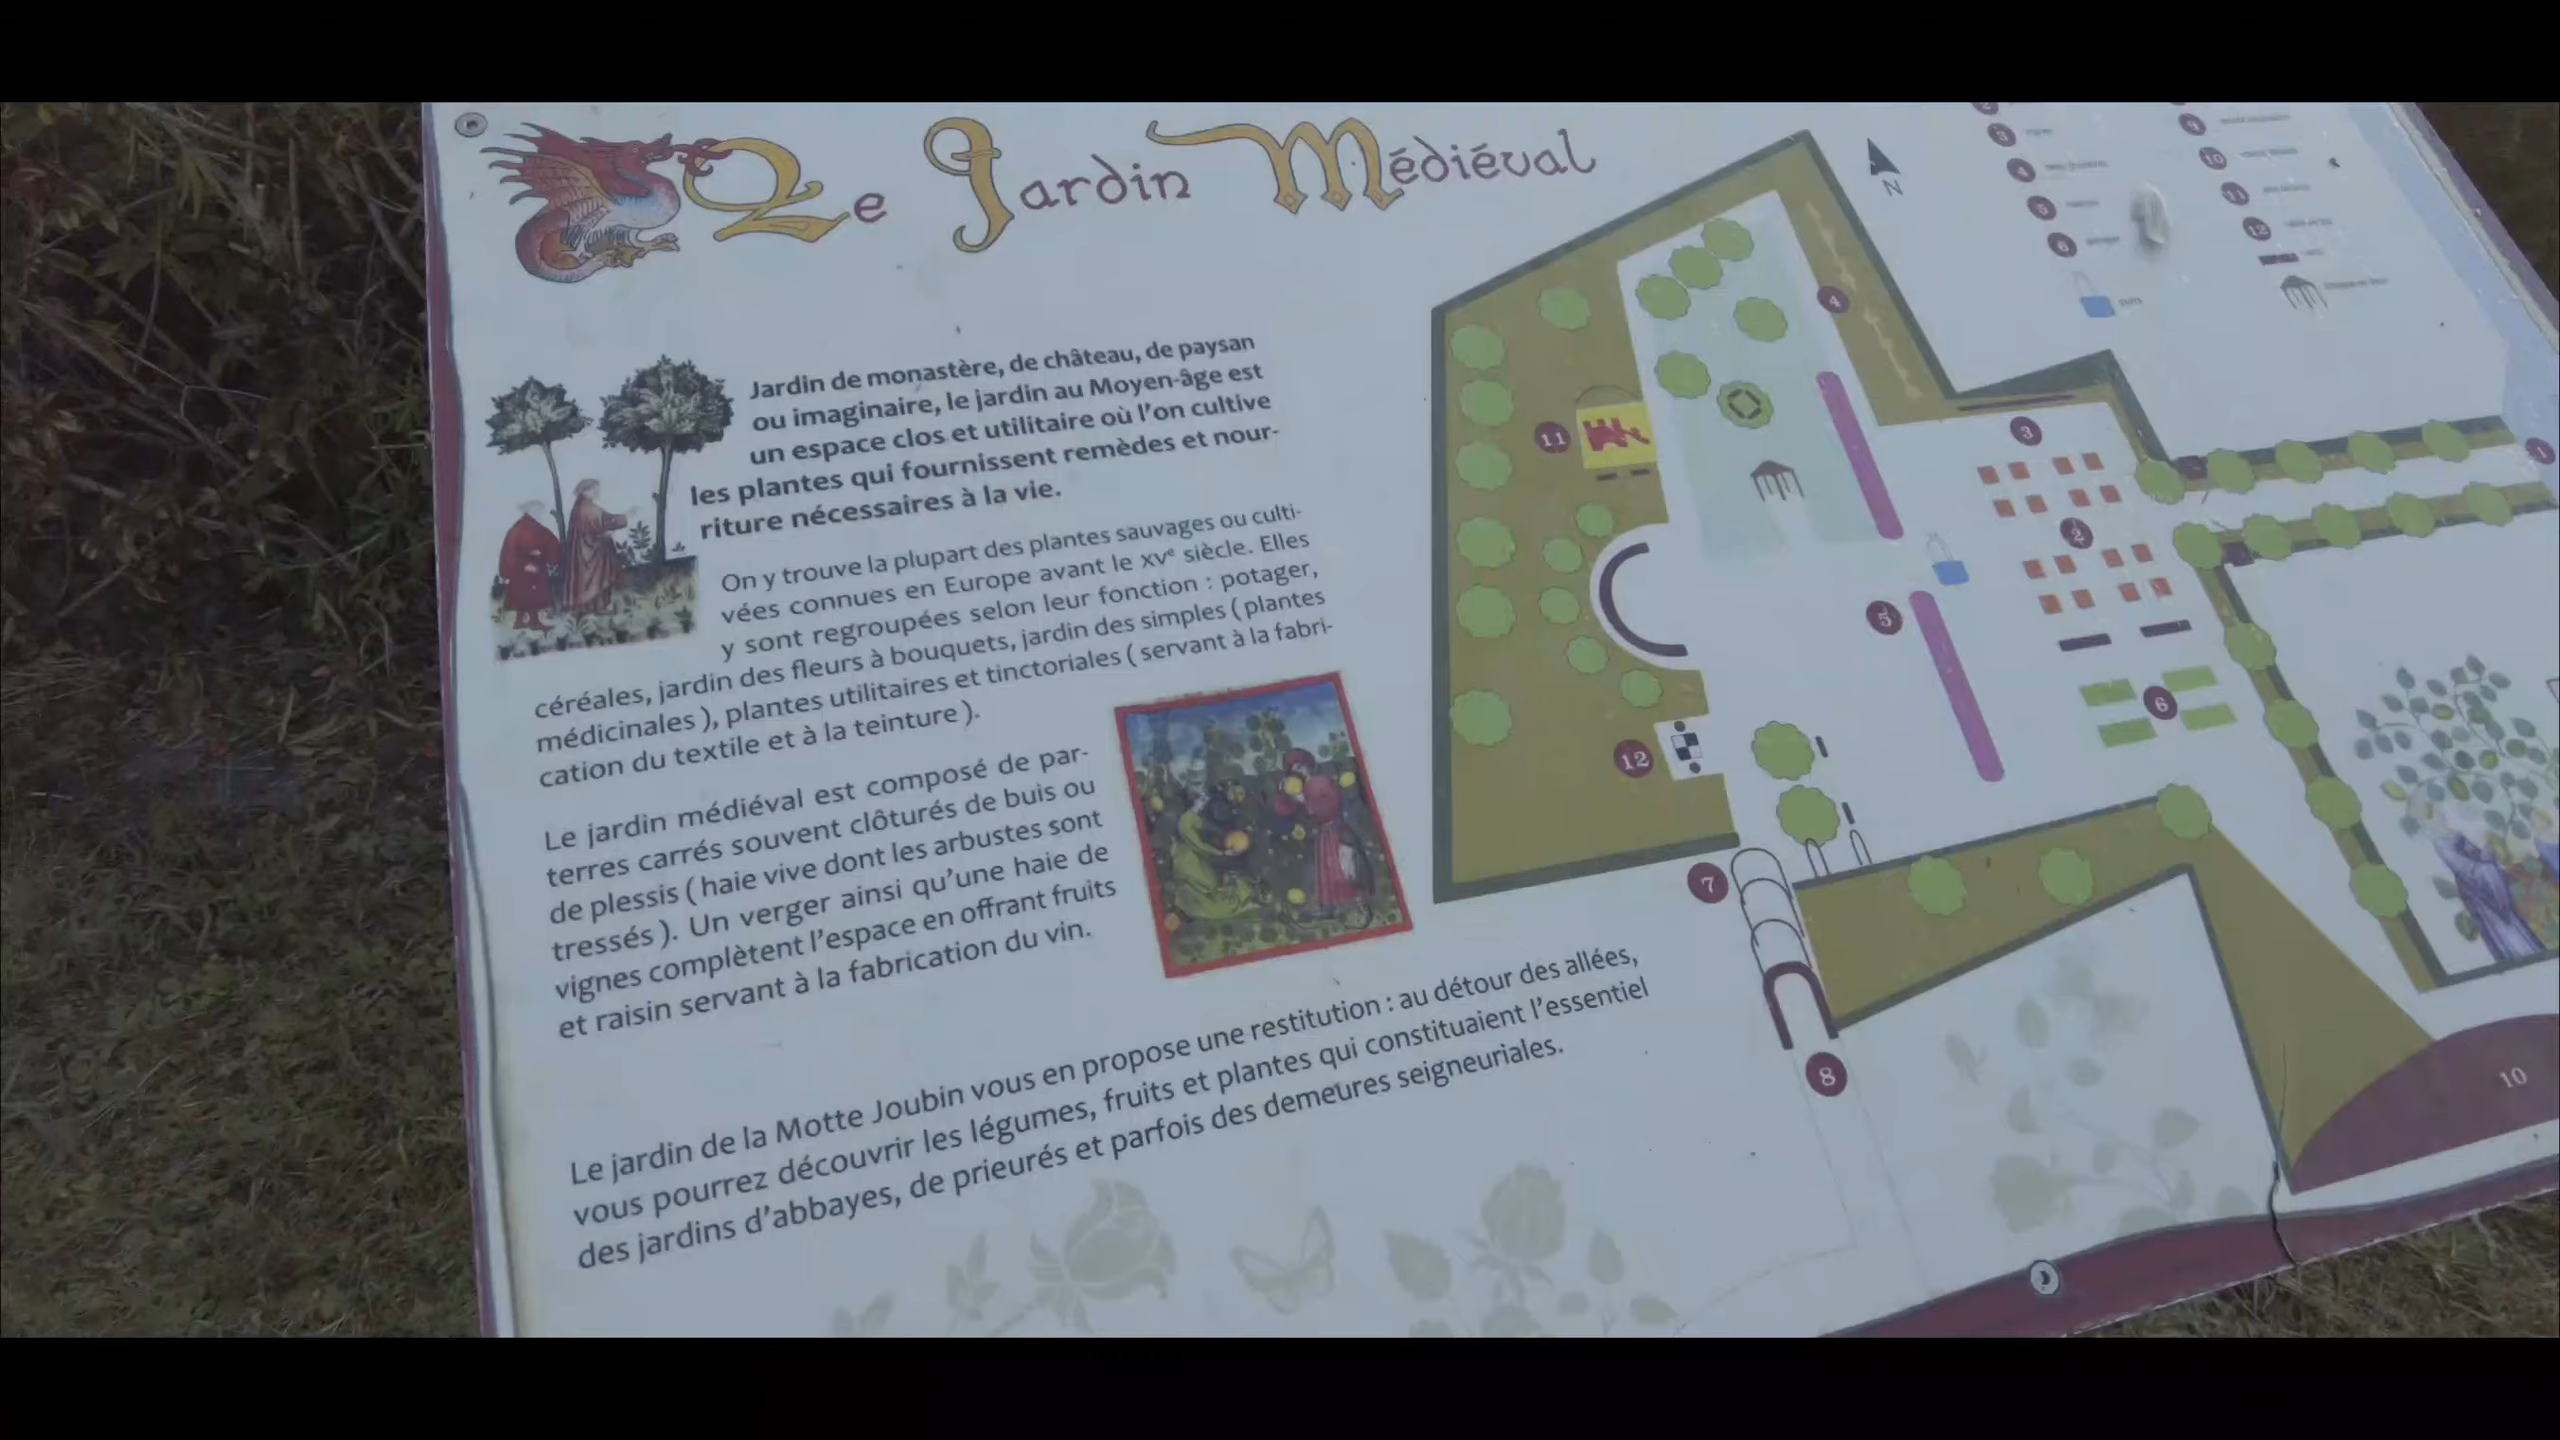 Le Jardin Médiéval
Jardin de monastère, de château, de paysan
ou imaginaire, le jardin au Moyen-âge est
un espace clos et utilitaire où l'on cultive
les plantes qui fournissent remèdes et nour-
riture nécessaires à la vie.
On y trouve la plupart des plantes sauvages ou culti-
vées connues en Europe avant le XVe siècle. Elles
y sont regroupées selon leur fonction : potager,
céréales, jardin des fleurs à bouquets, jardin des simples ( plantes
médicinales ), plantes utilitaires et tinctoriales ( servant à la fabri-
cation du textile et à la teinture ).
Le jardin médiéval est composé de par-
terres carrés souvent clôturés de buis ou
de plessis ( haie vive dont les arbustes sont
tressés ). Un verger ainsi qu'une haie de
vignes complètent l'espace en offrant fruits
et raisin servant à la fabrication du vin.
Le jardin de la Motte Joubin vous en propose une restitution : au détour des allées,
vous pourrez découvrir les légumes, fruits et plantes qui constituaient l'essentiel
des jardins d'abbayes, de prieurés et parfois des demeures seigneuriales.
N
3
4
5
6
9
10
11
12
4
3
11
2
1
5
6
12
7
8
10